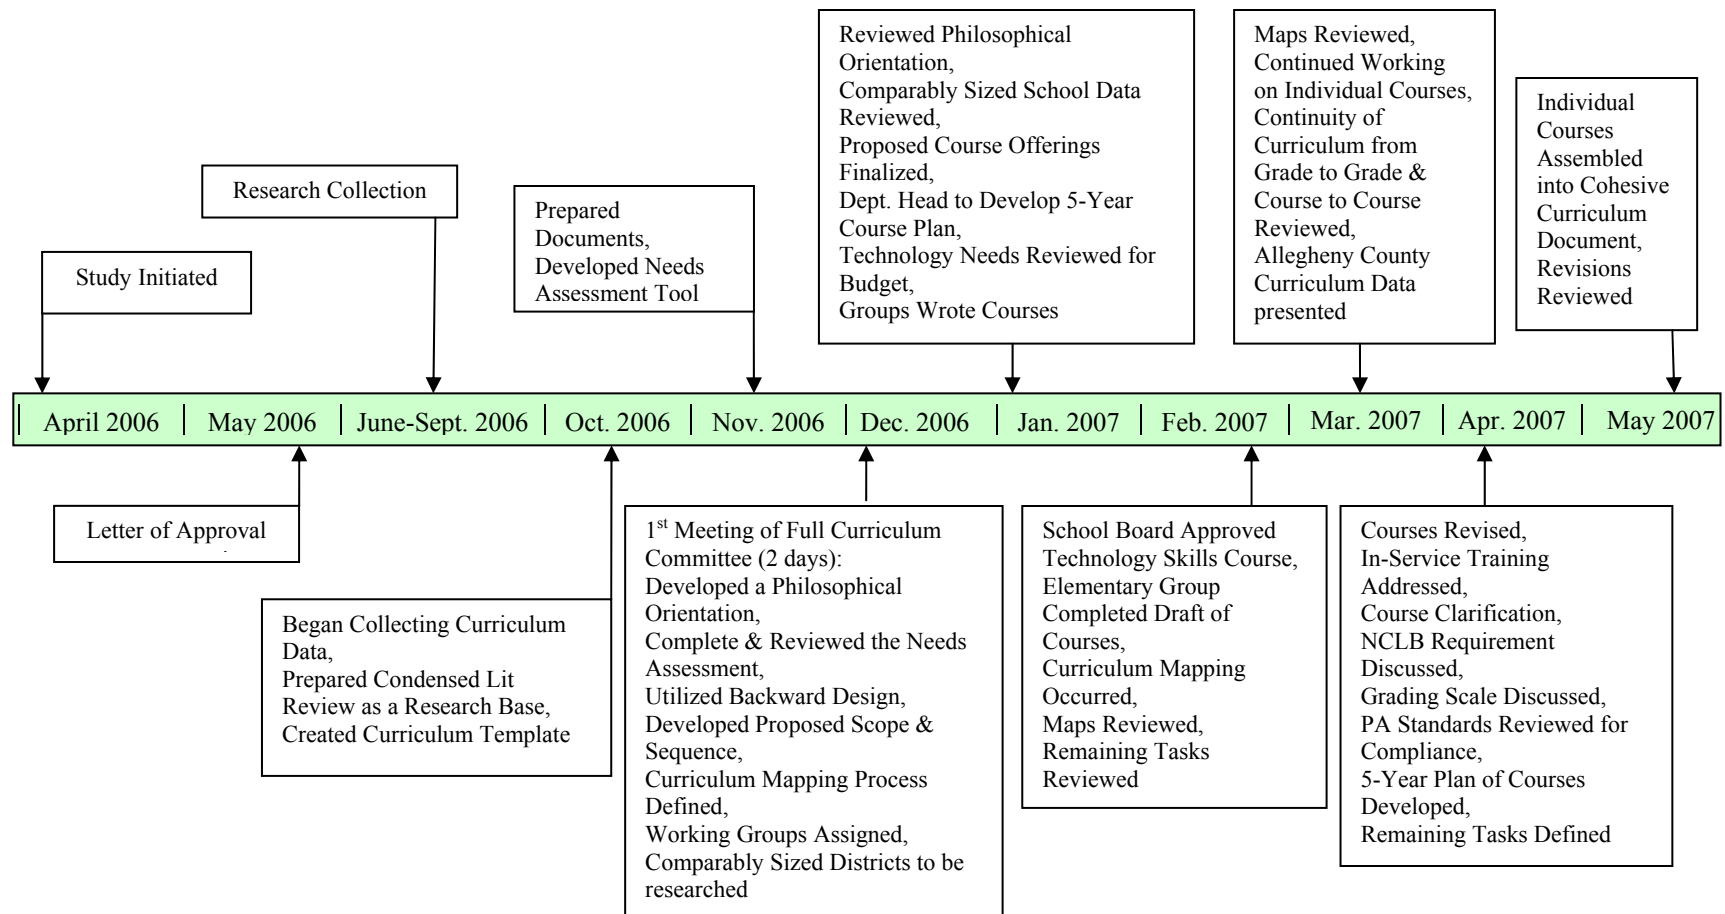 Reviewed Philosophical
Orientation,
Comparably Sized School Data
Reviewed,
Proposed Course Offerings
Finalized,
Dept. Head to Develop 5-Year
Course Plan,
Technology Needs Reviewed for
Budget,
Groups Wrote Courses
Maps Reviewed,
Continued Working
on Individual Courses,
Continuity of
Curriculum from
Grade to Grade &
Course to Course
Reviewed,
Allegheny County
Curriculum Data
presented
Individual
Courses
Assembled
into Cohesive
Curriculum
Document,
Revisions
Reviewed
Research Collection
Prepared
Documents,
Developed Needs
Assessment Tool
Study Initiated
April 2006 | May 2006 | June-Sept. 2006 | Oct. 2006 | Nov. 2006 | Dec. 2006 | Jan. 2007 | Feb. 2007 | Mar. 2007 | Apr. 2007 | May 2007
Letter of Approval
Began Collecting Curriculum
Data,
Prepared Condensed Lit
Review as a Research Base,
Created Curriculum Template
1st Meeting of Full Curriculum
Committee (2 days):
Developed a Philosophical
Orientation,
Complete & Reviewed the Needs
Assessment,
Utilized Backward Design,
Developed Proposed Scope &
Sequence,
Curriculum Mapping Process
Defined,
Working Groups Assigned,
Comparably Sized Districts to be
researched
School Board Approved
Technology Skills Course,
Elementary Group
Completed Draft of
Courses,
Curriculum Mapping
Occurred,
Maps Reviewed,
Remaining Tasks
Reviewed
Courses Revised,
In-Service Training
Addressed,
Course Clarification,
NCLB Requirement
Discussed,
Grading Scale Discussed,
PA Standards Reviewed for
Compliance,
5-Year Plan of Courses
Developed,
Remaining Tasks Defined